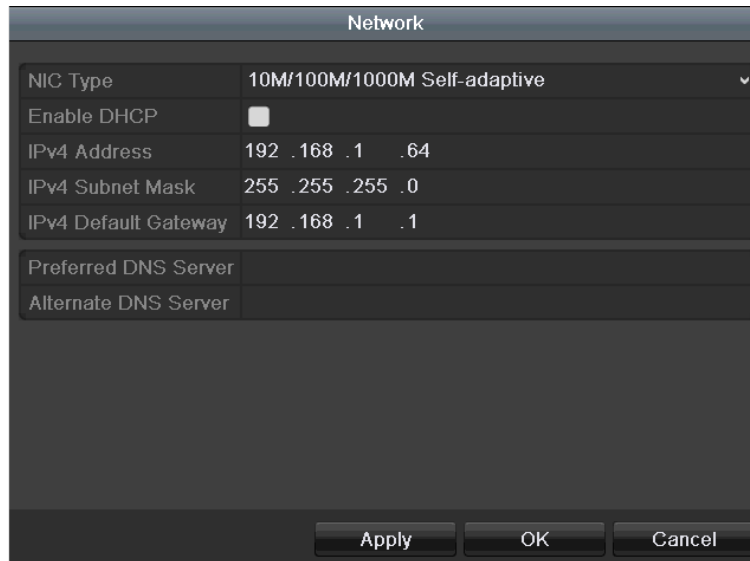 Network
NIC Type 10M/100M/1000M Self-adaptive
Enable DHCP
IPv4 Address 192 .168 .1 .64
IPv4 Subnet Mask 255 .255 .255 .0
IPv4 Default Gateway 192 .168 .1 .1
Preferred DNS Server
Alternate DNS Server
Apply OK Cancel